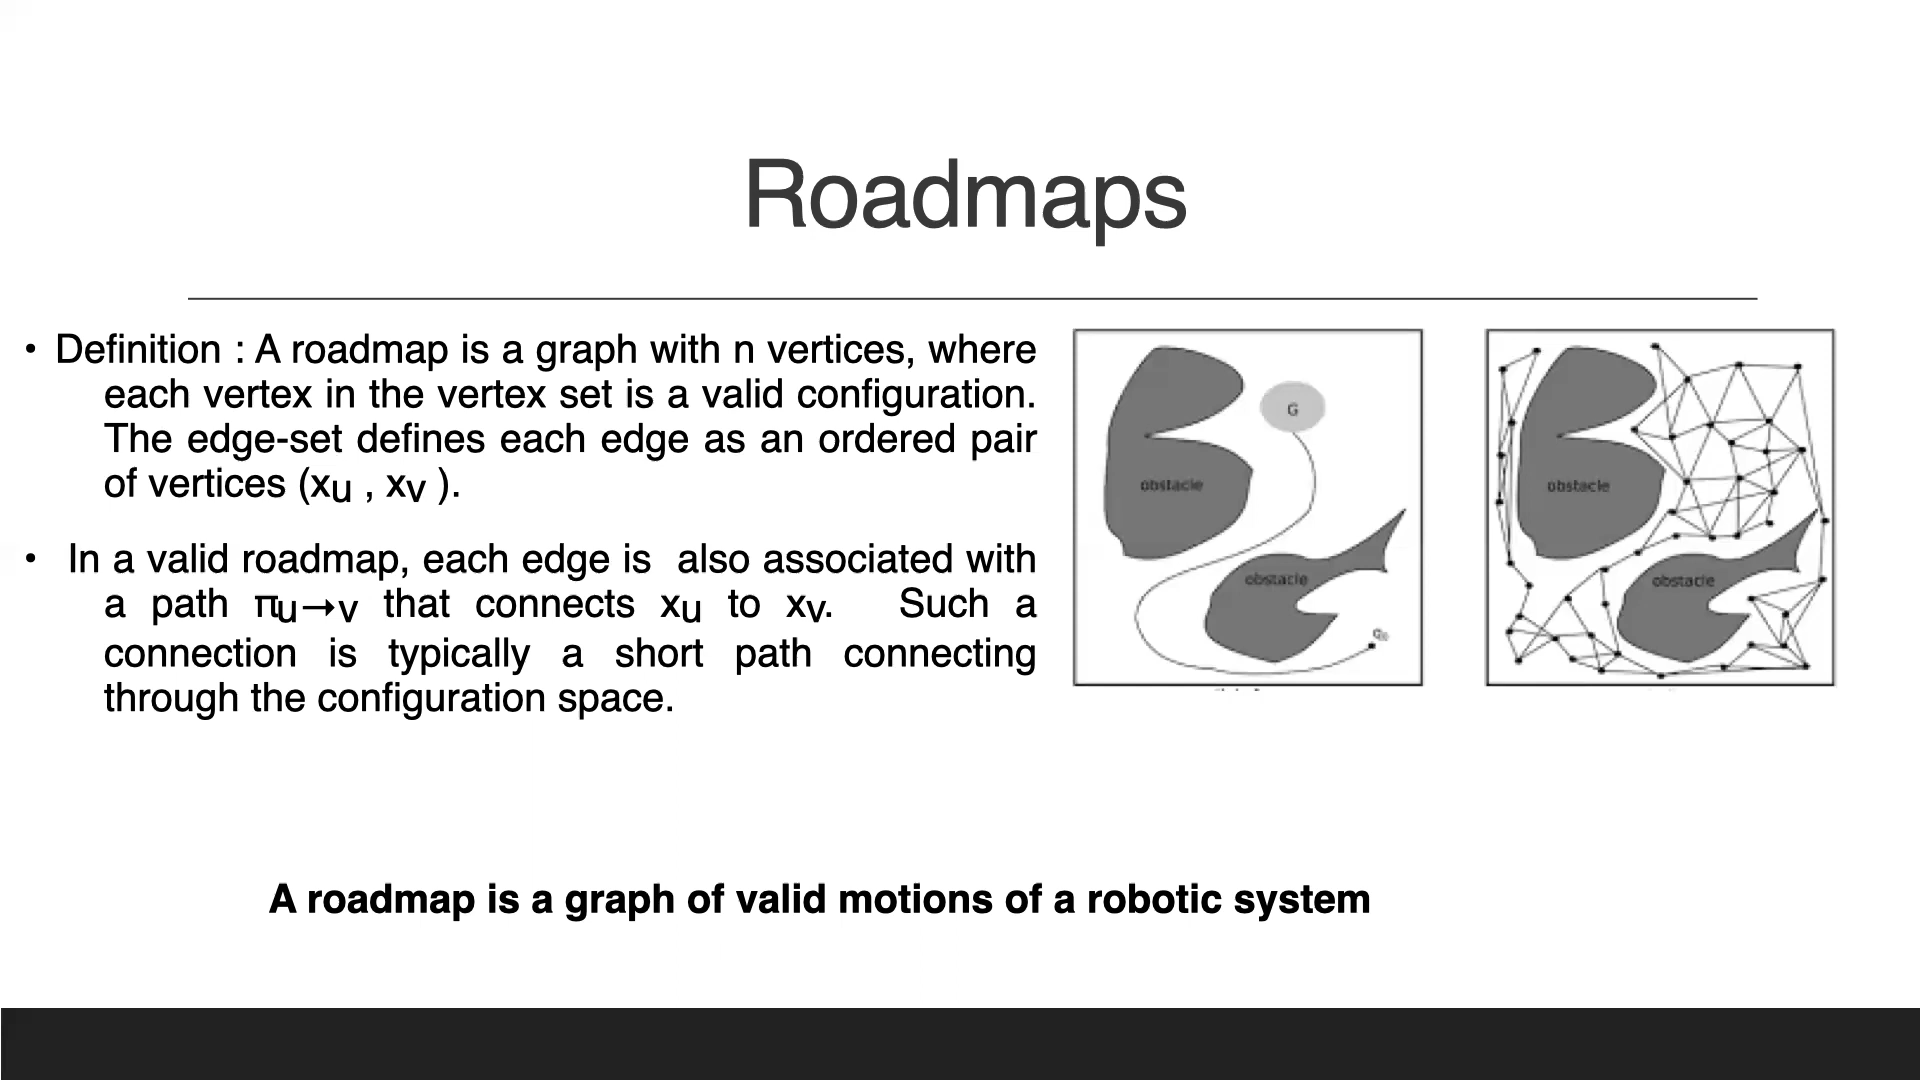 Roadmaps
• Definition : A roadmap is a graph with n vertices, where
each vertex in the vertex set is a valid configuration.
The edge-set defines each edge as an ordered pair
of vertices (xu , xv ).
• In a valid roadmap, each edge is also associated with
a path πu→v that connects xu to xv. Such a
connection is typically a short path connecting
through the configuration space.
G
obstacle
obstacle
obstacle
obstacle
A roadmap is a graph of valid motions of a robotic system